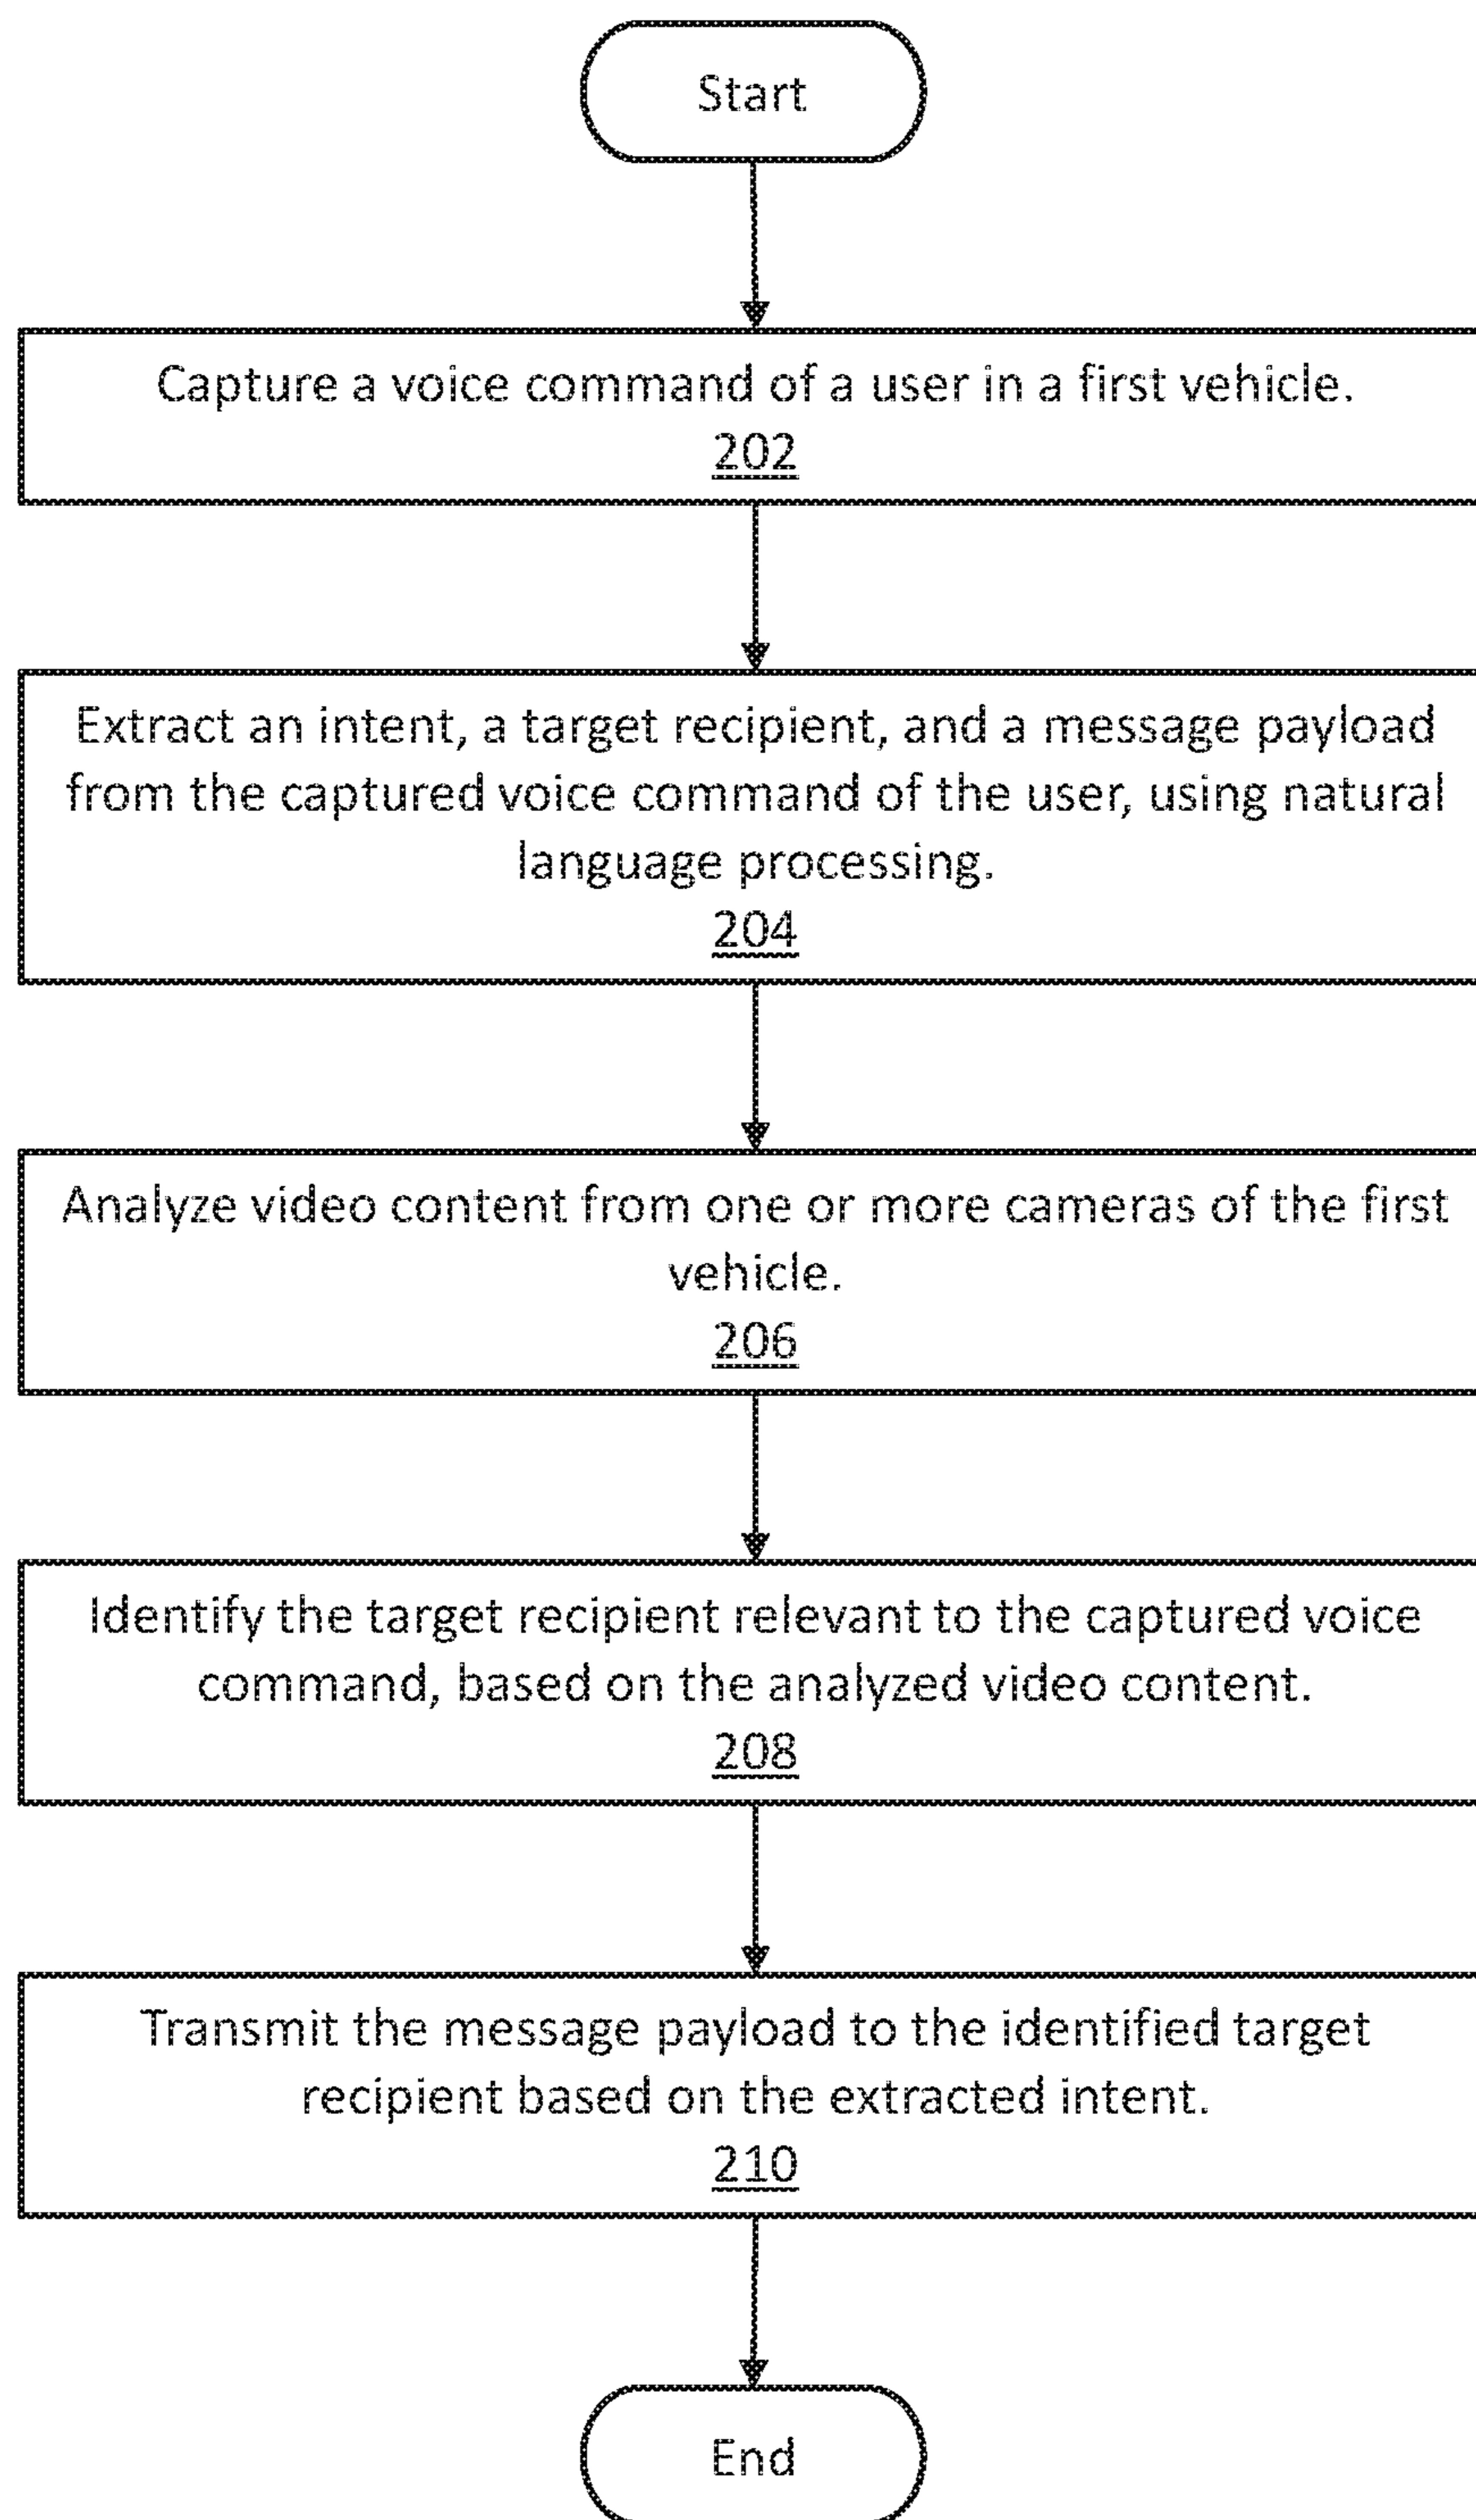 Start
Capture a voice command of a user in a first vehicle.
202
Extract an intent, a target recipient, and a message payload
from the captured voice command of the user, using natural
language processing.
204
Analyze video content from one or more cameras of the first
vehicle.
206
Identify the target recipient relevant to the captured voice
command, based on the analyzed video content.
208
Transmit the message payload to the identified target
recipient based on the extracted intent.
210
End